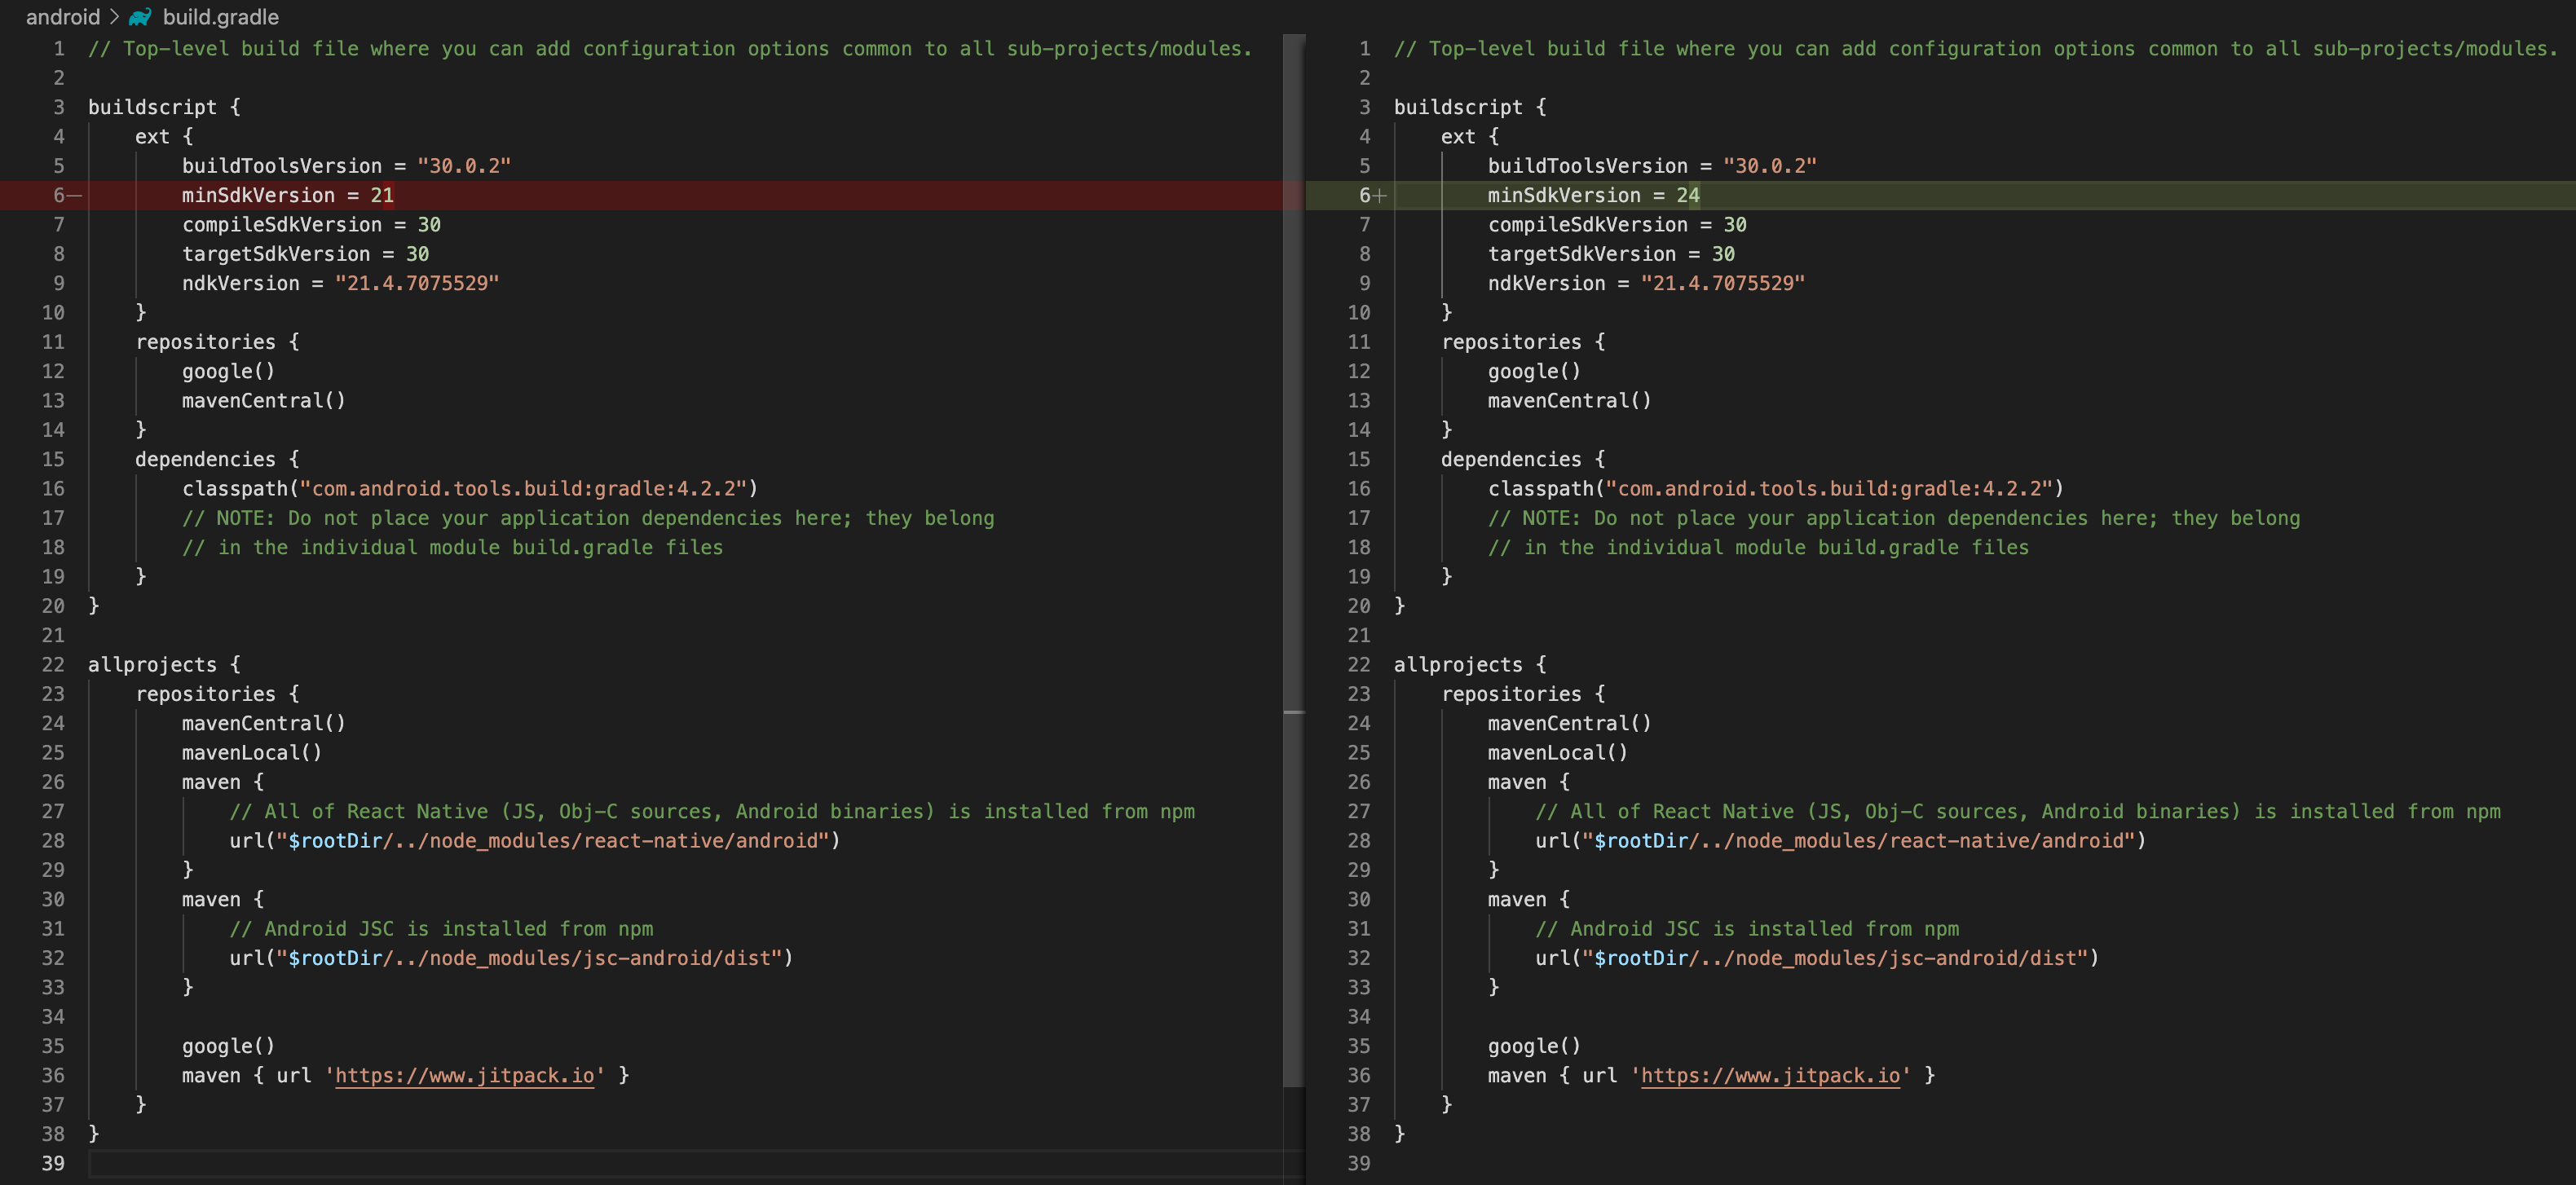 android > build.gradle
1 // Top-level build file where you can add configuration options common to all sub-projects/modules.
2
3 buildscript {
4     ext {
5         buildToolsVersion = "30.0.2"
6—         minSdkVersion = 21
7         compileSdkVersion = 30
8         targetSdkVersion = 30
9         ndkVersion = "21.4.7075529"
10     }
11     repositories {
12         google()
13         mavenCentral()
14     }
15     dependencies {
16         classpath("com.android.tools.build:gradle:4.2.2")
17         // NOTE: Do not place your application dependencies here; they belong
18         // in the individual module build.gradle files
19     }
20 }
21
22 allprojects {
23     repositories {
24         mavenCentral()
25         mavenLocal()
26         maven {
27             // All of React Native (JS, Obj-C sources, Android binaries) is installed from npm
28             url("$rootDir/../node_modules/react-native/android")
29         }
30         maven {
31             // Android JSC is installed from npm
32             url("$rootDir/../node_modules/jsc-android/dist")
33         }
34
35         google()
36         maven { url 'https://www.jitpack.io' }
37     }
38 }
39
1 // Top-level build file where you can add configuration options common to all sub-projects/modules.
2
3 buildscript {
4     ext {
5         buildToolsVersion = "30.0.2"
6+         minSdkVersion = 24
7         compileSdkVersion = 30
8         targetSdkVersion = 30
9         ndkVersion = "21.4.7075529"
10     }
11     repositories {
12         google()
13         mavenCentral()
14     }
15     dependencies {
16         classpath("com.android.tools.build:gradle:4.2.2")
17         // NOTE: Do not place your application dependencies here; they belong
18         // in the individual module build.gradle files
19     }
20 }
21
22 allprojects {
23     repositories {
24         mavenCentral()
25         mavenLocal()
26         maven {
27             // All of React Native (JS, Obj-C sources, Android binaries) is installed from npm
28             url("$rootDir/../node_modules/react-native/android")
29         }
30         maven {
31             // Android JSC is installed from npm
32             url("$rootDir/../node_modules/jsc-android/dist")
33         }
34
35         google()
36         maven { url 'https://www.jitpack.io' }
37     }
38 }
39